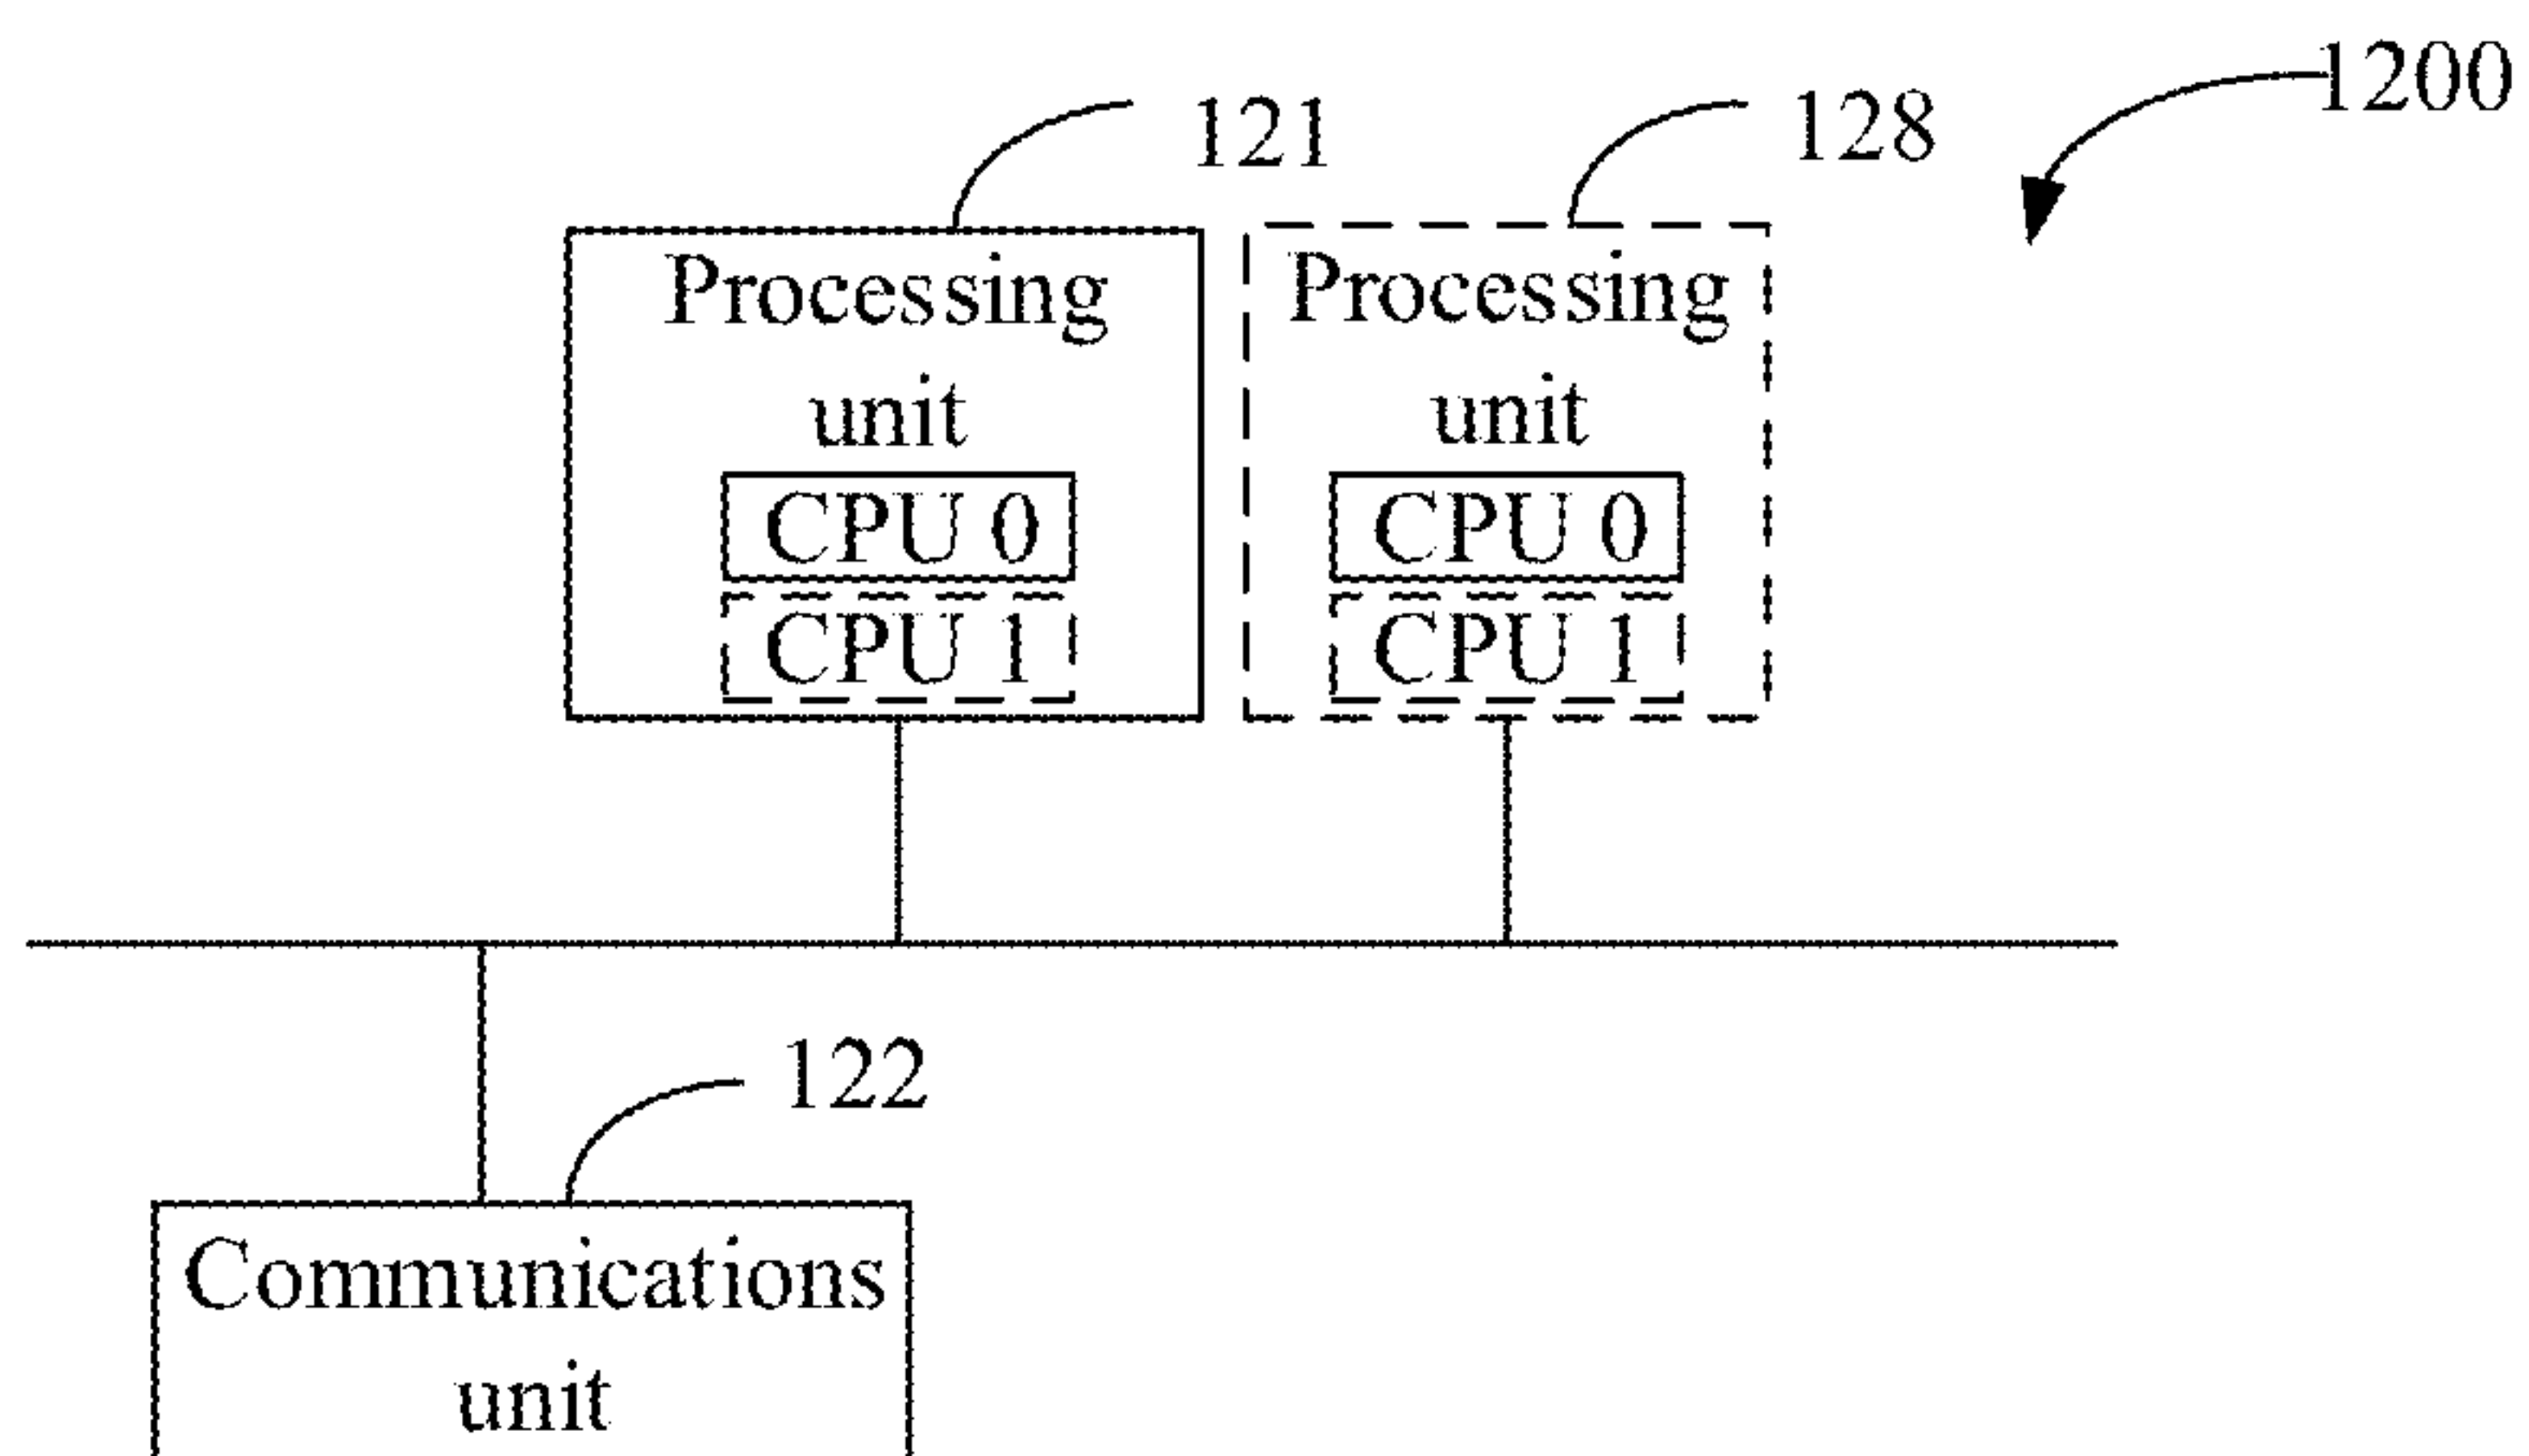 1200
121
128
Processing
unit
CPU 0
CPU 1
Processing
unit
CPU 0
CPU 1
122
Communications
unit